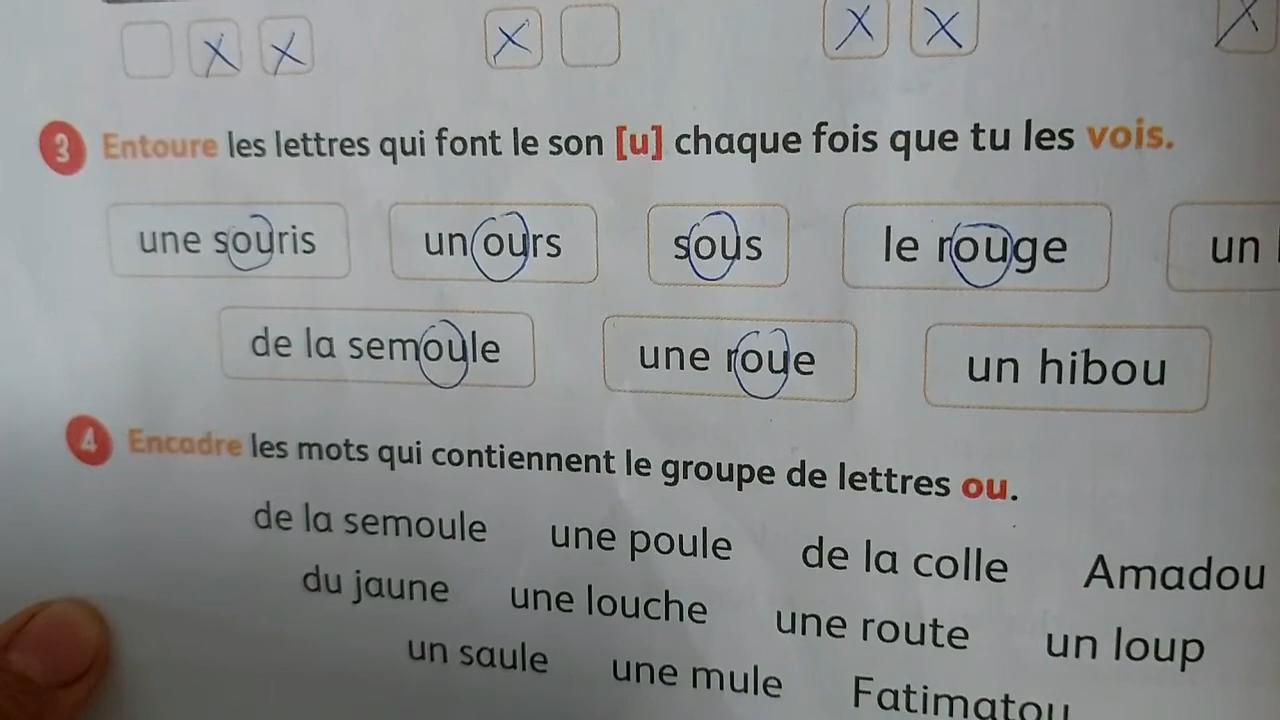 3 Entoure les lettres qui font le son [u] chaque fois que tu les vois.
une souris un ours sous le rouge un
de la semoule une roue un hibou
4 Encadre les mots qui contiennent le groupe de lettres ou.
de la semoule une poule de la colle Amadou
du jaune une louche une route un loup
un saule une mule Fatimatou